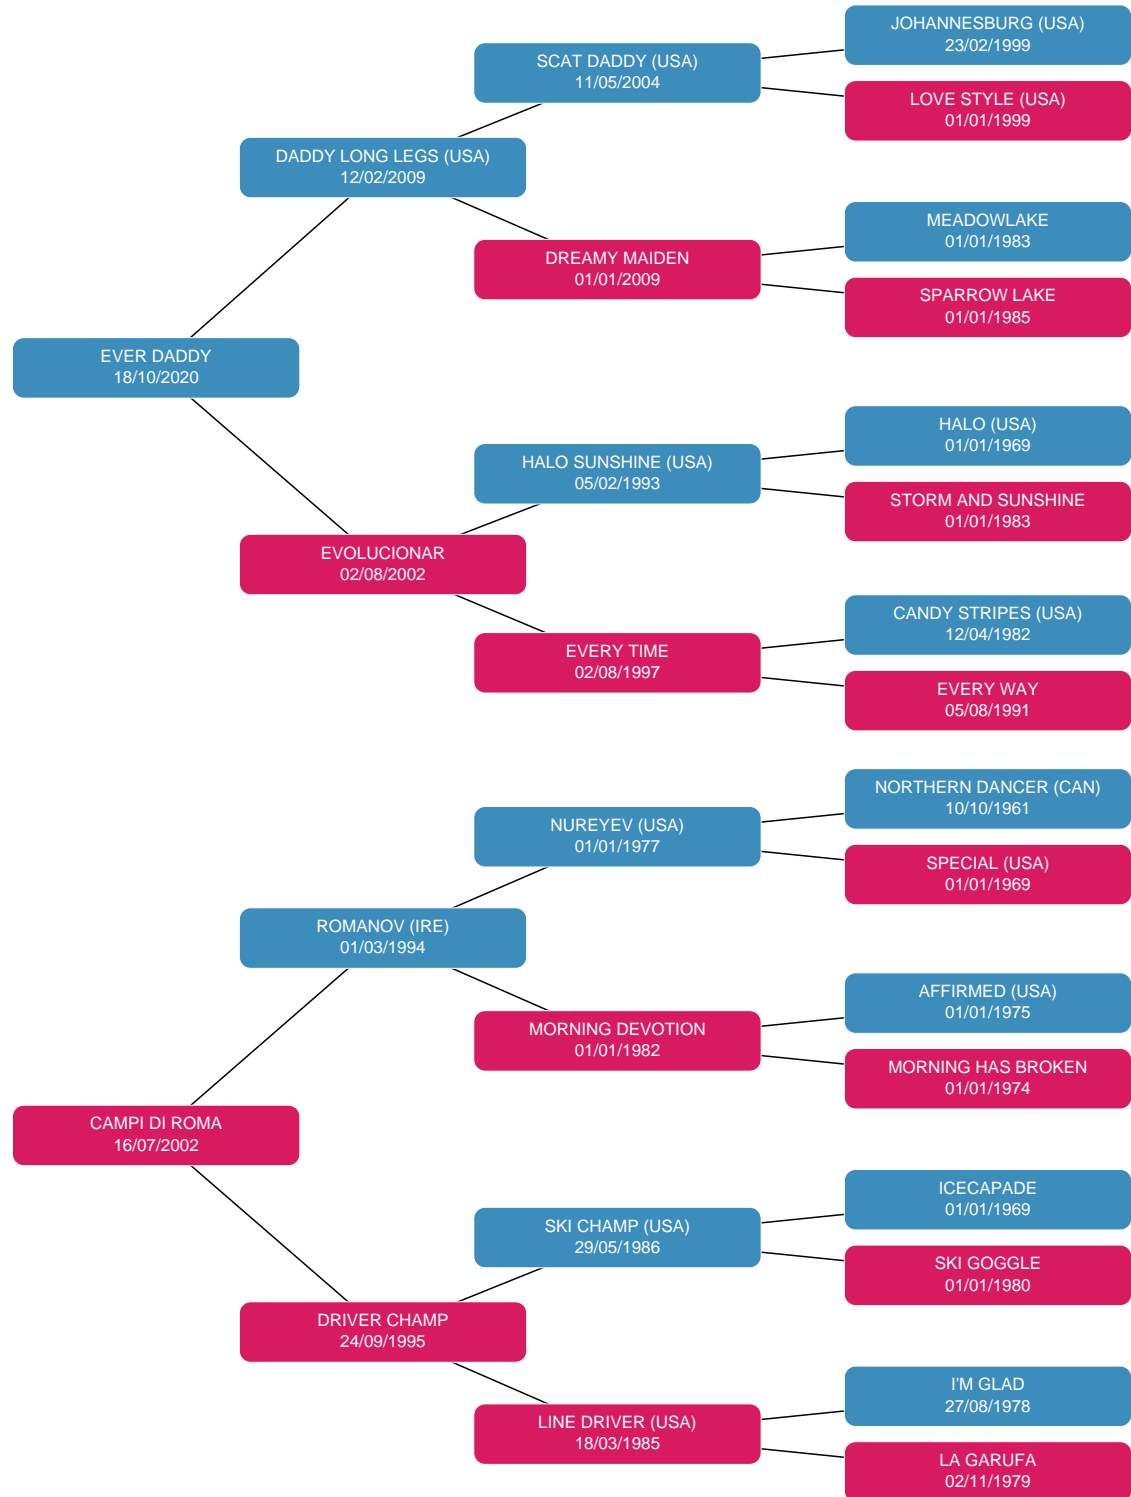 JOHANNESBURG (USA)
23/02/1999
SCAT DADDY (USA)
11/05/2004
LOVE STYLE (USA)
01/01/1999
DADDY LONG LEGS (USA)
12/02/2009
MEADOWLAKE
01/01/1983
DREAMY MAIDEN
01/01/2009
SPARROW LAKE
01/01/1985
EVER DADDY
18/10/2020
HALO (USA)
01/01/1969
HALO SUNSHINE (USA)
05/02/1993
STORM AND SUNSHINE
01/01/1983
EVOLUCIONAR
02/08/2002
CANDY STRIPES (USA)
12/04/1982
EVERY TIME
02/08/1997
EVERY WAY
05/08/1991
NORTHERN DANCER (CAN)
10/10/1961
NUREYEV (USA)
01/01/1977
SPECIAL (USA)
01/01/1969
ROMANOV (IRE)
01/03/1994
AFFIRMED (USA)
01/01/1975
MORNING DEVOTION
01/01/1982
MORNING HAS BROKEN
01/01/1974
CAMPI DI ROMA
16/07/2002
ICECAPADE
01/01/1969
SKI CHAMP (USA)
29/05/1986
SKI GOGGLE
01/01/1980
DRIVER CHAMP
24/09/1995
I'M GLAD
27/08/1978
LINE DRIVER (USA)
18/03/1985
LA GARUFA
02/11/1979